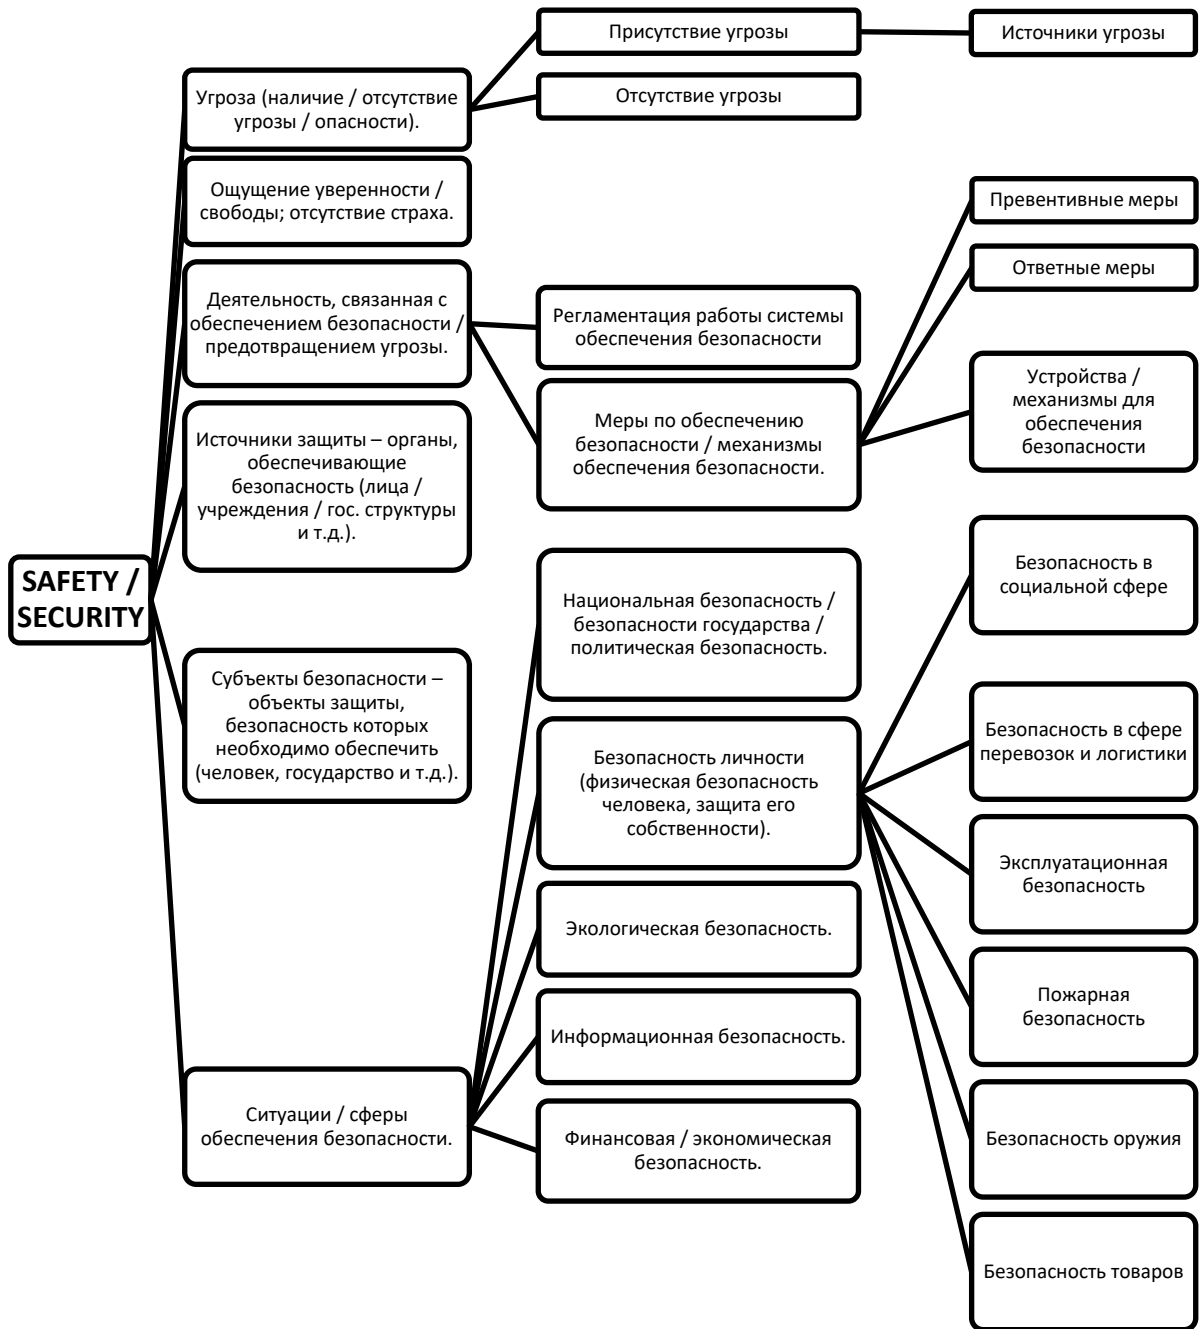 Присутствие угрозы
Источники угрозы
Угроза (наличие / отсутствие
угрозы / опасности).
Отсутствие угрозы
Ощущение уверенности /
свободы; отсутствие страха.
Превентивные меры
Ответные меры
Деятельность, связанная с
обеспечением безопасности /
предотвращением угрозы.
Регламентация работы системы
обеспечения безопасности
Меры по обеспечению
безопасности / механизмы
обеспечения безопасности.
Устройства /
механизмы для
обеспечения
безопасности
Источники защиты – органы,
обеспечивающие
безопасность (лица /
учреждения / гос. структуры
и т.д.).
SAFETY /
SECURITY
Субъекты безопасности –
объекты защиты,
безопасность которых
необходимо обеспечить
(человек, государство и т.д.).
Национальная безопасность /
безопасности государства /
политическая безопасность.
Безопасность в
социальной сфере
Безопасность личности
(физическая безопасность
человека, защита его
собственности).
Безопасность в сфере
перевозок и логистики
Эксплуатационная
безопасность
Экологическая безопасность.
Пожарная
безопасность
Информационная безопасность.
Ситуации / сферы
обеспечения безопасности.
Финансовая / экономическая
безопасность.
Безопасность оружия
Безопасность товаров